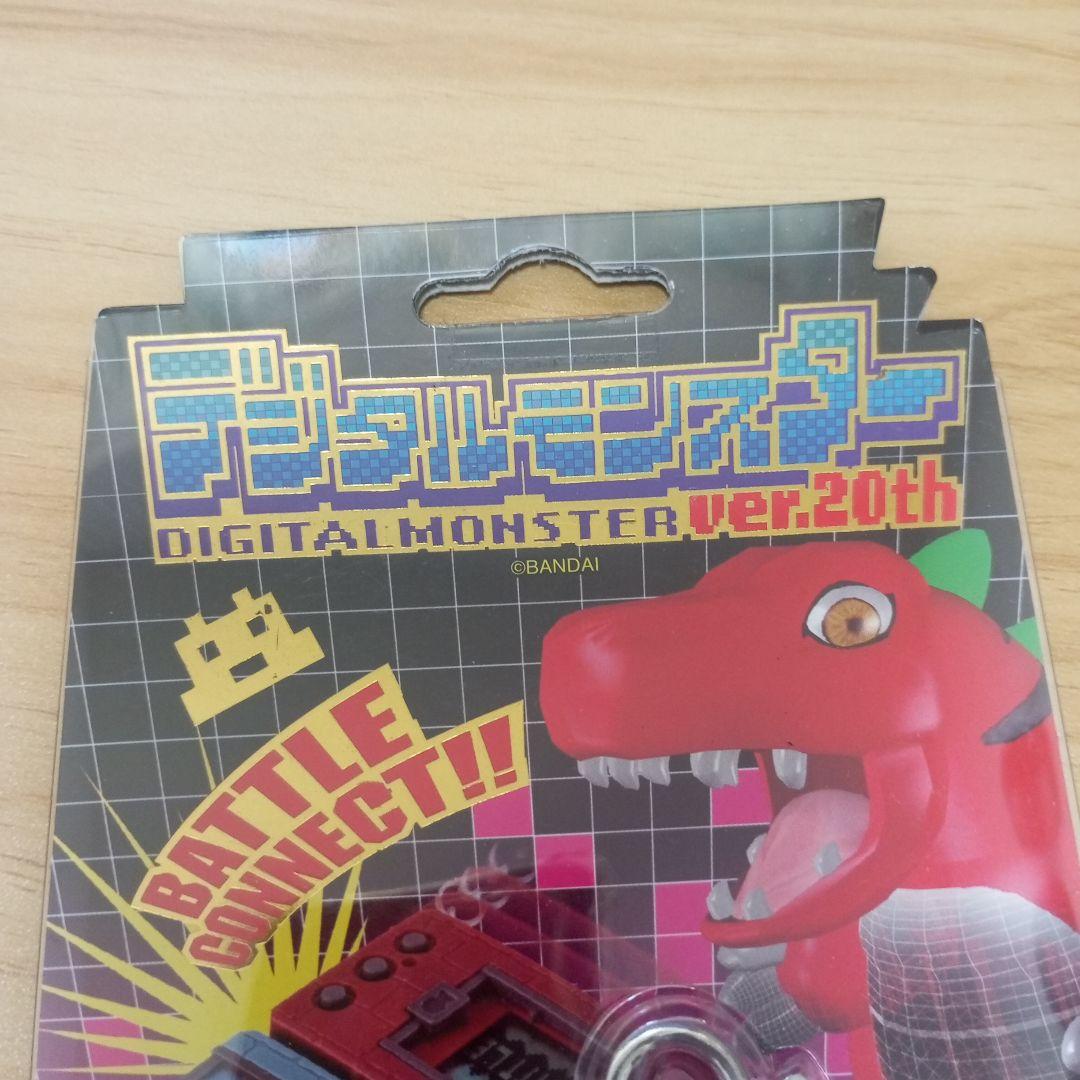 デジタルモンスター
DIGITALMONSTER ver.20th
©BANDAI
BATTLE
CONNECT!!